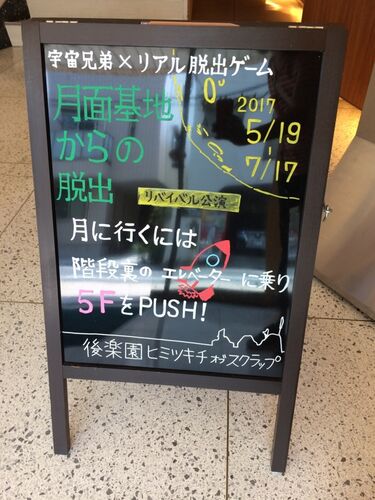 宇宙兄弟×リアル脱出ゲーム
月面基地
からの
脱出
2017
5/19
7/17
リバイバル公演
月に行くには
階段裏の エレベーター に乗り
5FをPUSH!
後楽園ヒミツキチオブスクラップ